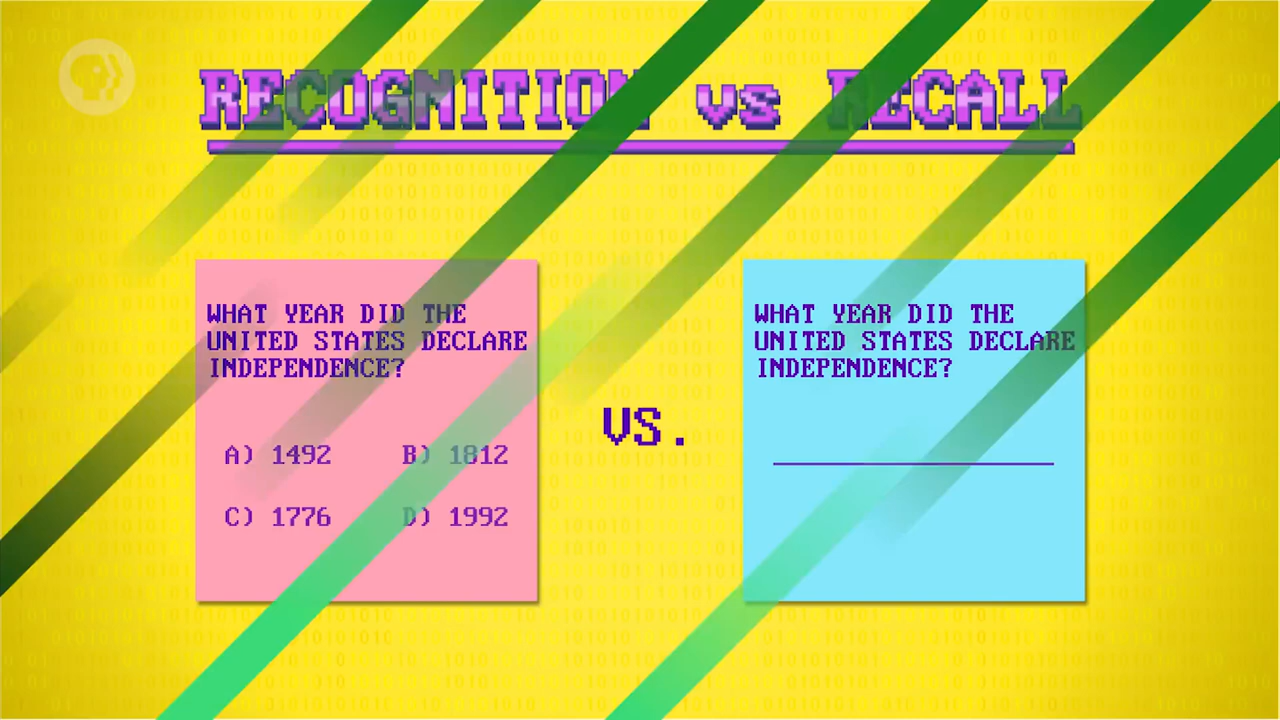 RECOGNITION vs RECALL
WHAT YEAR DID THE
UNITED STATES DECLARE
INDEPENDENCE?
A) 1492 B) 1812
C) 1776 D) 1992
VS.
WHAT YEAR DID THE
UNITED STATES DECLARE
INDEPENDENCE?